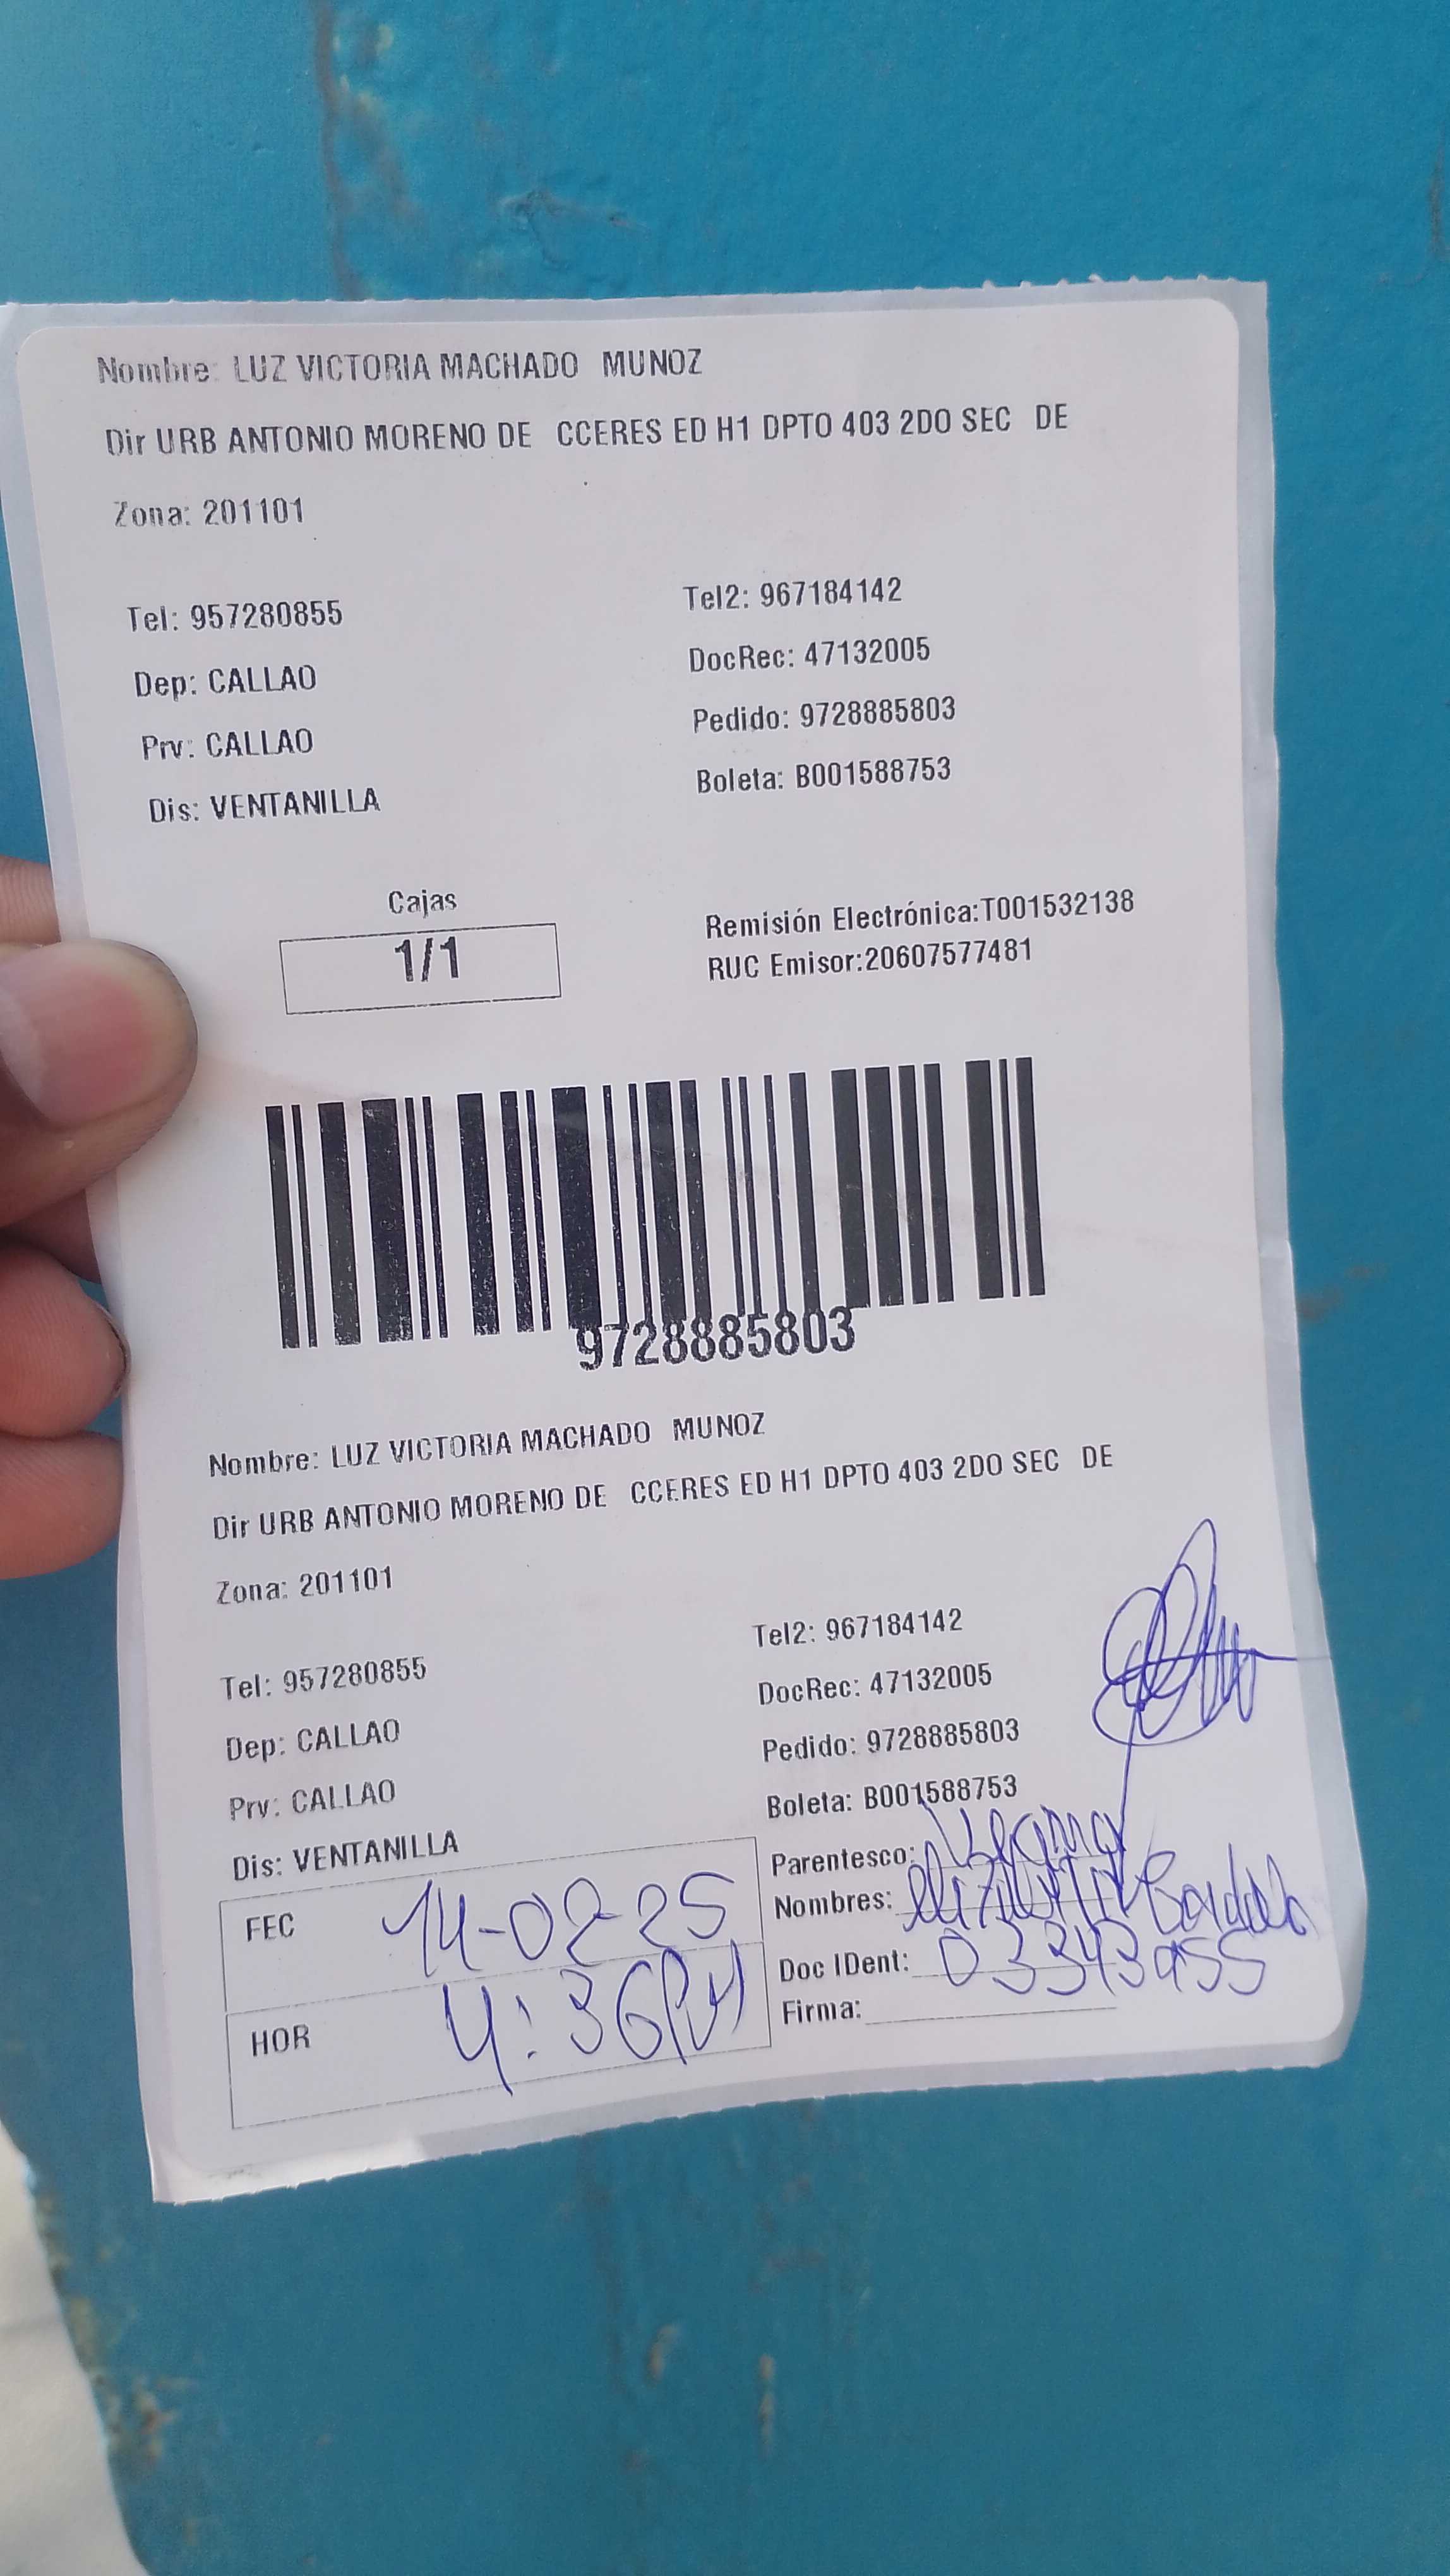 Nombre: LUZ VICTORIA MACHADO MUNOZ
Dir URB ANTONIO MORENO DE CCERES ED H1 DPTO 403 2DO SEC DE
Zona: 201101
Tel: 957280855 Tel2: 967184142
Dep: CALLAO DocRec: 47132005
Prv: CALLAO Pedido: 9728885803
Dis: VENTANILLA Boleta: B001588753
Cajas
1/1
Remisión Electrónica:T001532138
RUC Emisor:20607577481
9728885803
Nombre: LUZ VICTORIA MACHADO MUNOZ
Dir URB ANTONIO MORENO DE CCERES ED H1 DPTO 403 2DO SEC DE
Zona: 201101
Tel: 957280855 Tel2: 967184142
Dep: CALLAO DocRec: 47132005
Prv: CALLAO Pedido: 9728885803
Dis: VENTANILLA Boleta: B001588753
Parentesco:
Nombres:
FEC 14-02-25
Doc IDent: 03343955
HOR 4:36PM
Firma: